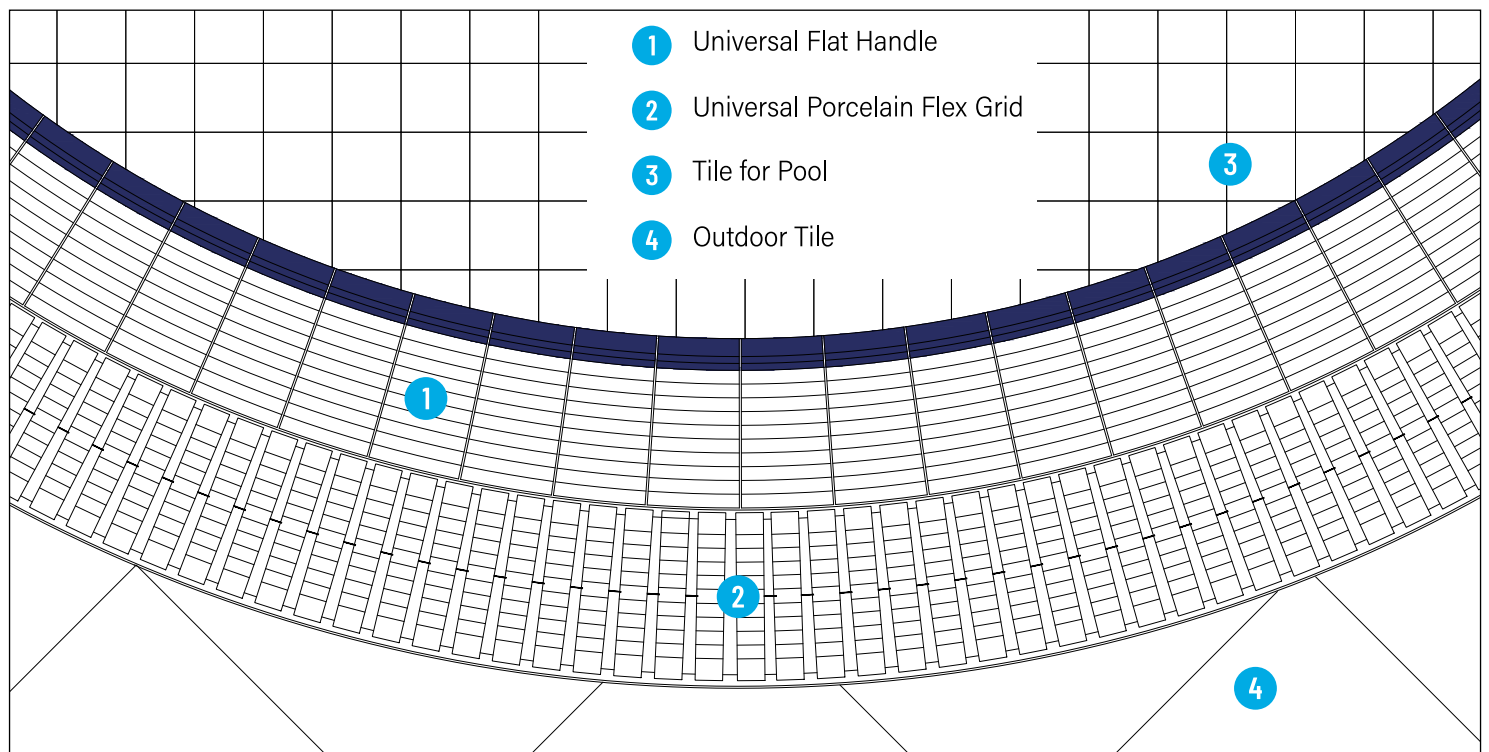 1 Universal Flat Handle
2 Universal Porcelain Flex Grid
3 Tile for Pool
4 Outdoor Tile
3
1
2
4